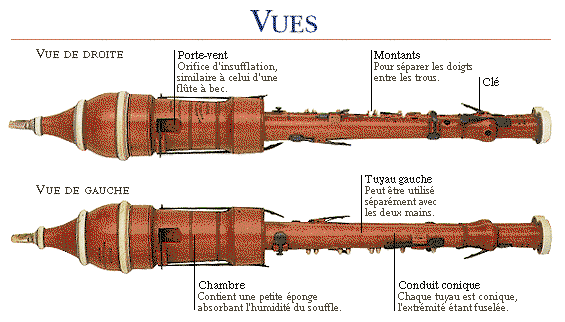 VUES
VUE DE DROITE
Porte-vent
Orifice d'insufflation,
similaire à celui d'une
flûte à bec.
Montants
Pour séparer les doigts
entre les trous.
Clé
VUE DE GAUCHE
Tuyau gauche
Peut être utilisé
séparément avec
les deux mains.
Chambre
Contient une petite éponge
absorbant l'humidité du souffle.
Conduit conique
Chaque tuyau est conique,
l'extrémité étant fuselée.